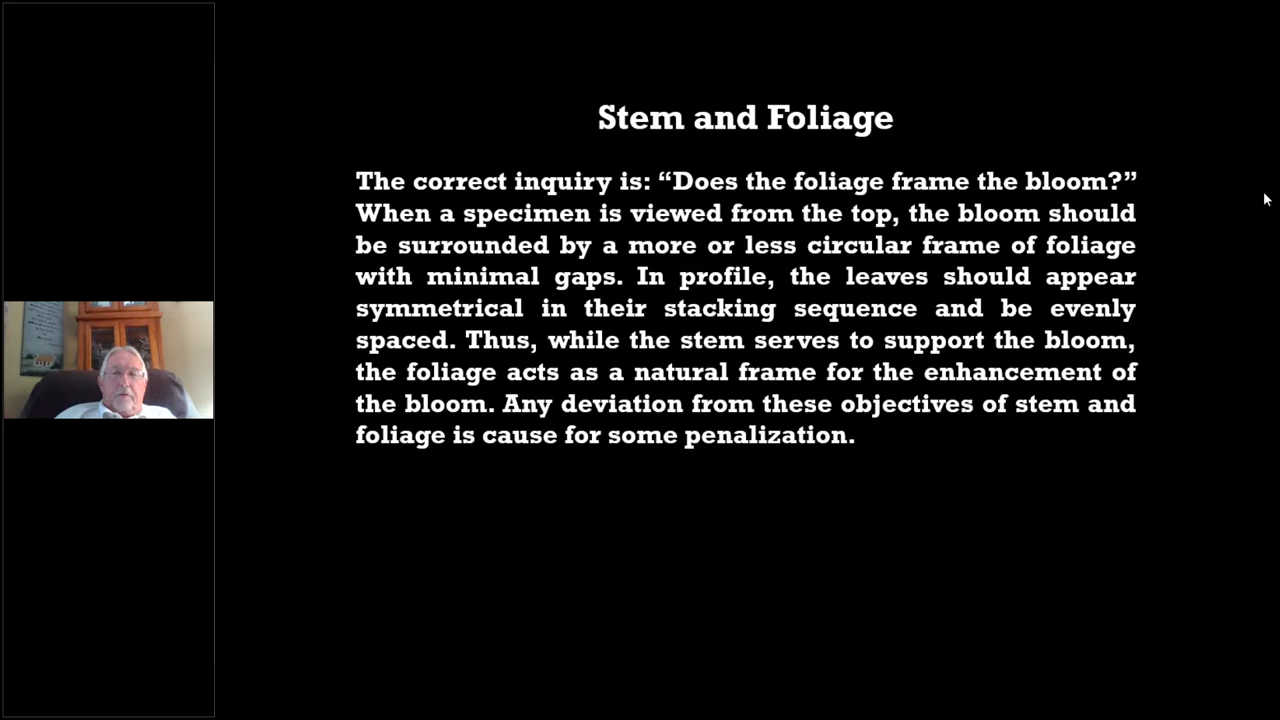 Stem and Foliage
The correct inquiry is: “Does the foliage frame the bloom?”
When a specimen is viewed from the top, the bloom should
be surrounded by a more or less circular frame of foliage
with minimal gaps. In profile, the leaves should appear
symmetrical in their stacking sequence and be evenly
spaced. Thus, while the stem serves to support the bloom,
the foliage acts as a natural frame for the enhancement of
the bloom. Any deviation from these objectives of stem and
foliage is cause for some penalization.